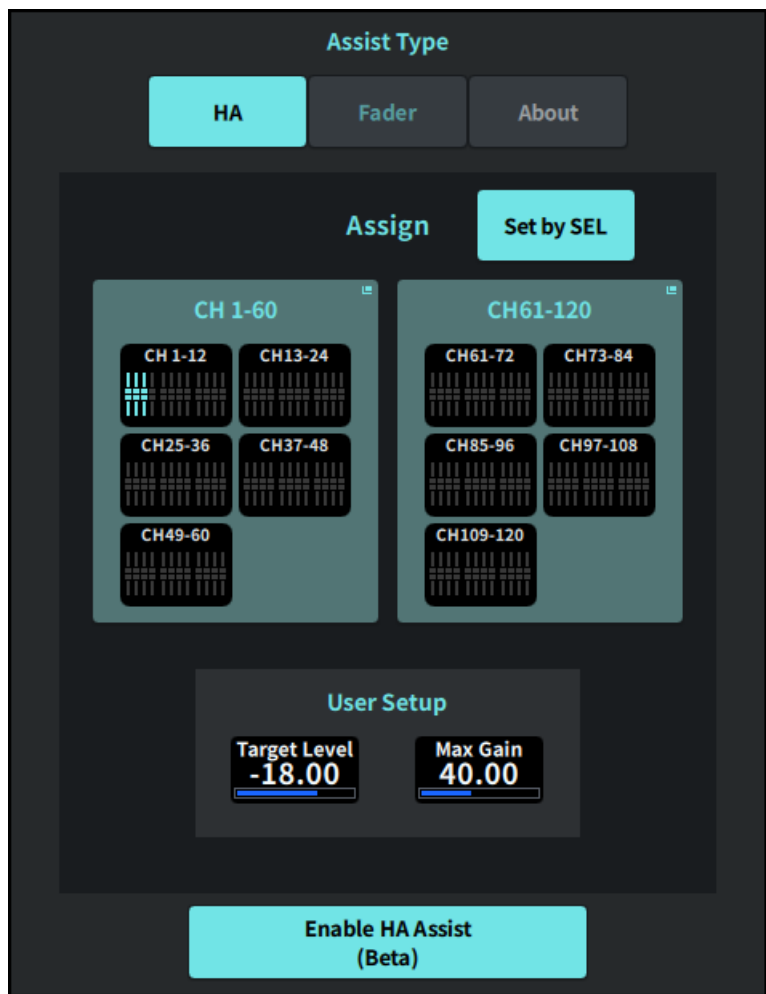 Assist Type
HA
Fader
About
Assign
Set by SEL
CH 1-60
CH61-120
CH 1-12
CH13-24
CH61-72
CH73-84
CH25-36
CH37-48
CH85-96
CH97-108
CH49-60
CH109-120
User Setup
Target Level
Max Gain
-18.00
40.00
Enable HA Assist
(Beta)